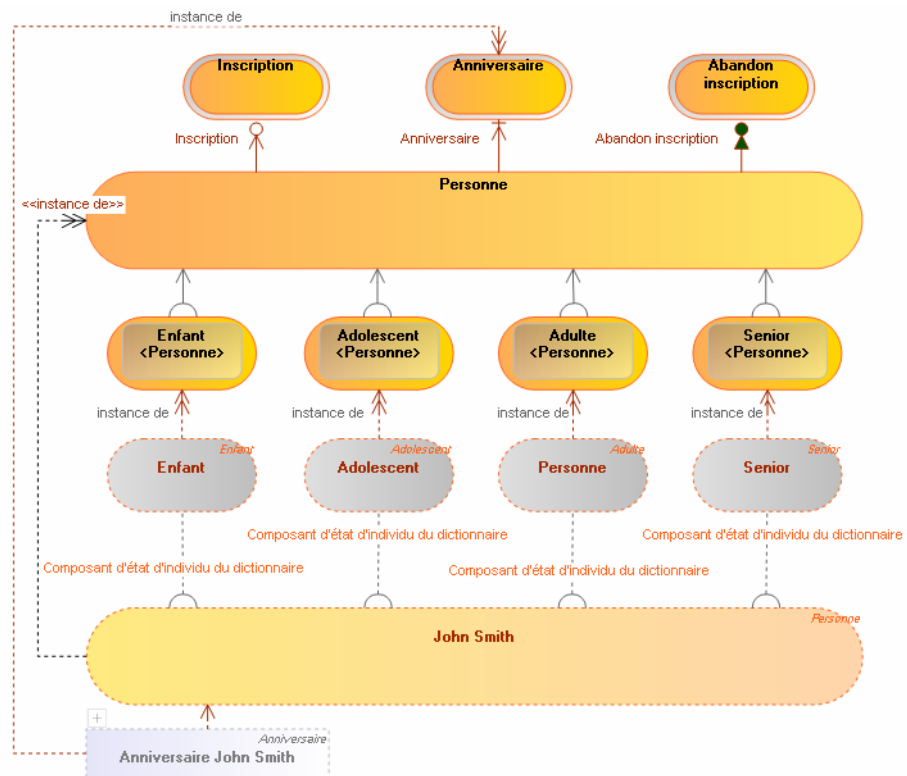 instance de
Inscription
Anniversaire
Abandon
inscription
Inscription
Anniversaire
Abandon inscription
Personne
<<instance de>>
Enfant
<Personne>
Adolescent
<Personne>
Adulte
<Personne>
Senior
<Personne>
instance de
instance de
instance de
instance de
Enfant
Enfant
Adolescent
Adolescent
Adulte
Personne
Senior
Senior
Composant d'état d'individu du dictionnaire
Composant d'état d'individu du dictionnaire
Composant d'état d'individu du dictionnaire
Composant d'état d'individu du dictionnaire
Personne
John Smith
Anniversaire
Anniversaire John Smith